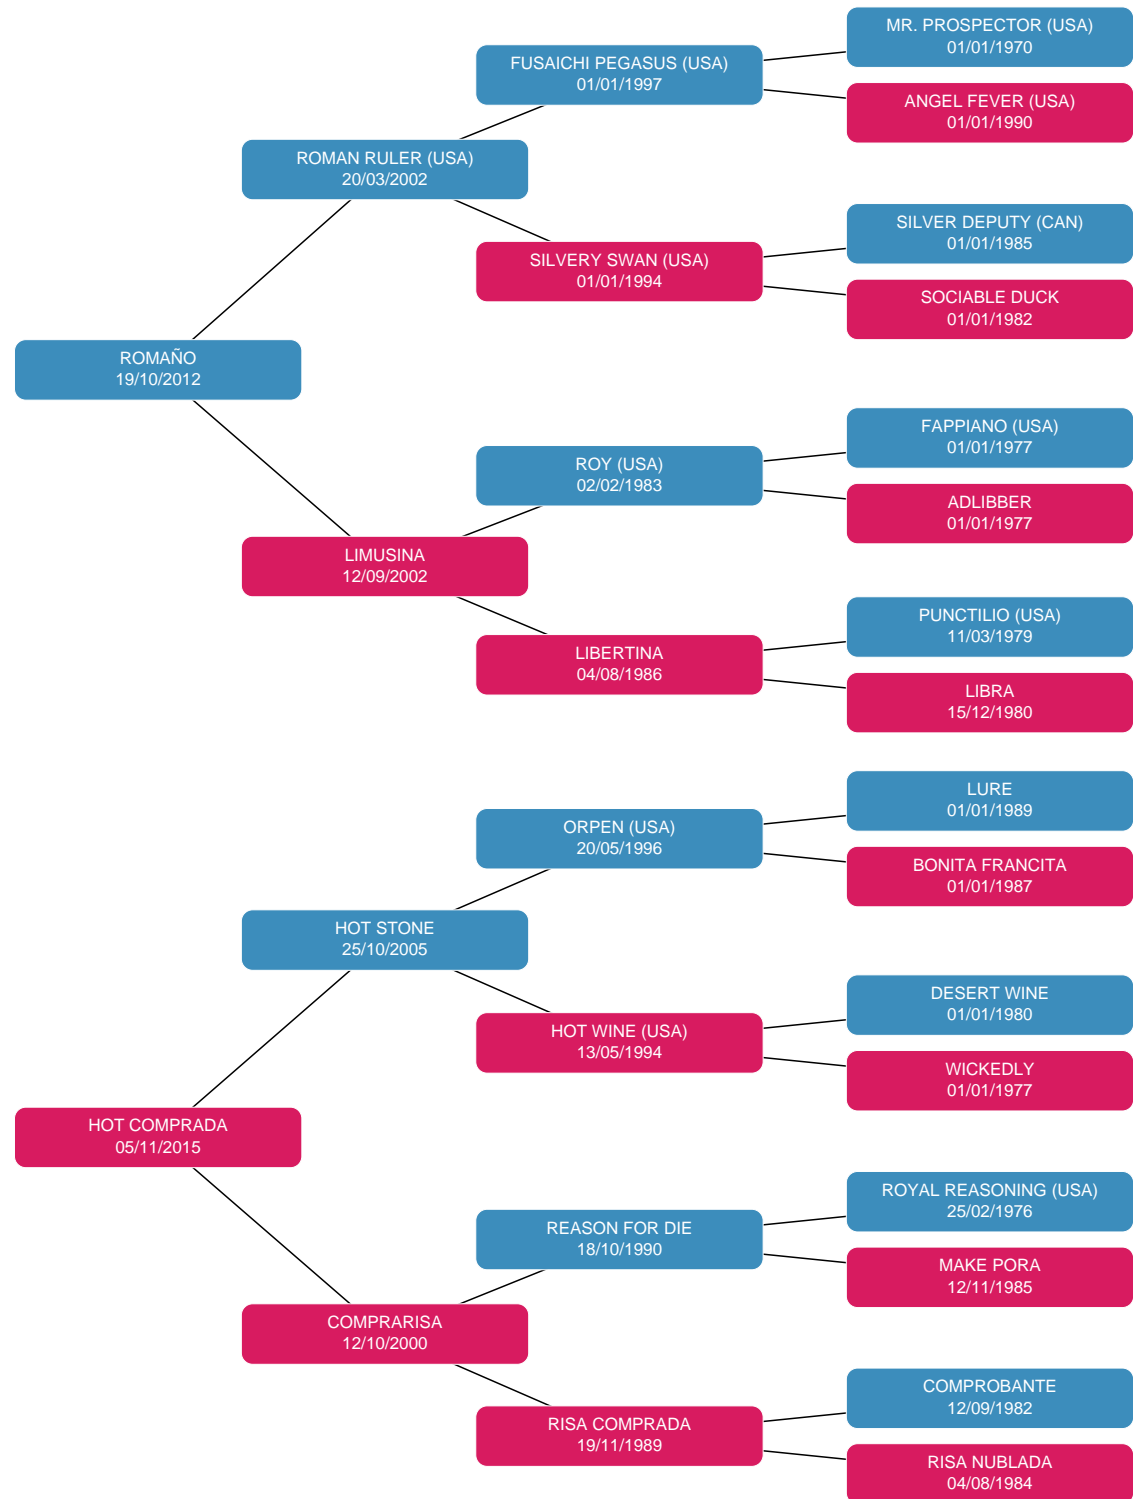 MR. PROSPECTOR (USA)
01/01/1970
FUSAICHI PEGASUS (USA)
01/01/1997
ANGEL FEVER (USA)
01/01/1990
ROMAN RULER (USA)
20/03/2002
SILVER DEPUTY (CAN)
01/01/1985
SILVERY SWAN (USA)
01/01/1994
SOCIABLE DUCK
01/01/1982
ROMAÑO
19/10/2012
FAPPIANO (USA)
01/01/1977
ROY (USA)
02/02/1983
ADLIBBER
01/01/1977
LIMUSINA
12/09/2002
PUNCTILIO (USA)
11/03/1979
LIBERTINA
04/08/1986
LIBRA
15/12/1980
LURE
01/01/1989
ORPEN (USA)
20/05/1996
BONITA FRANCITA
01/01/1987
HOT STONE
25/10/2005
DESERT WINE
01/01/1980
HOT WINE (USA)
13/05/1994
WICKEDLY
01/01/1977
HOT COMPRADA
05/11/2015
ROYAL REASONING (USA)
25/02/1976
REASON FOR DIE
18/10/1990
MAKE PORA
12/11/1985
COMPRARISA
12/10/2000
COMPROBANTE
12/09/1982
RISA COMPRADA
19/11/1989
RISA NUBLADA
04/08/1984